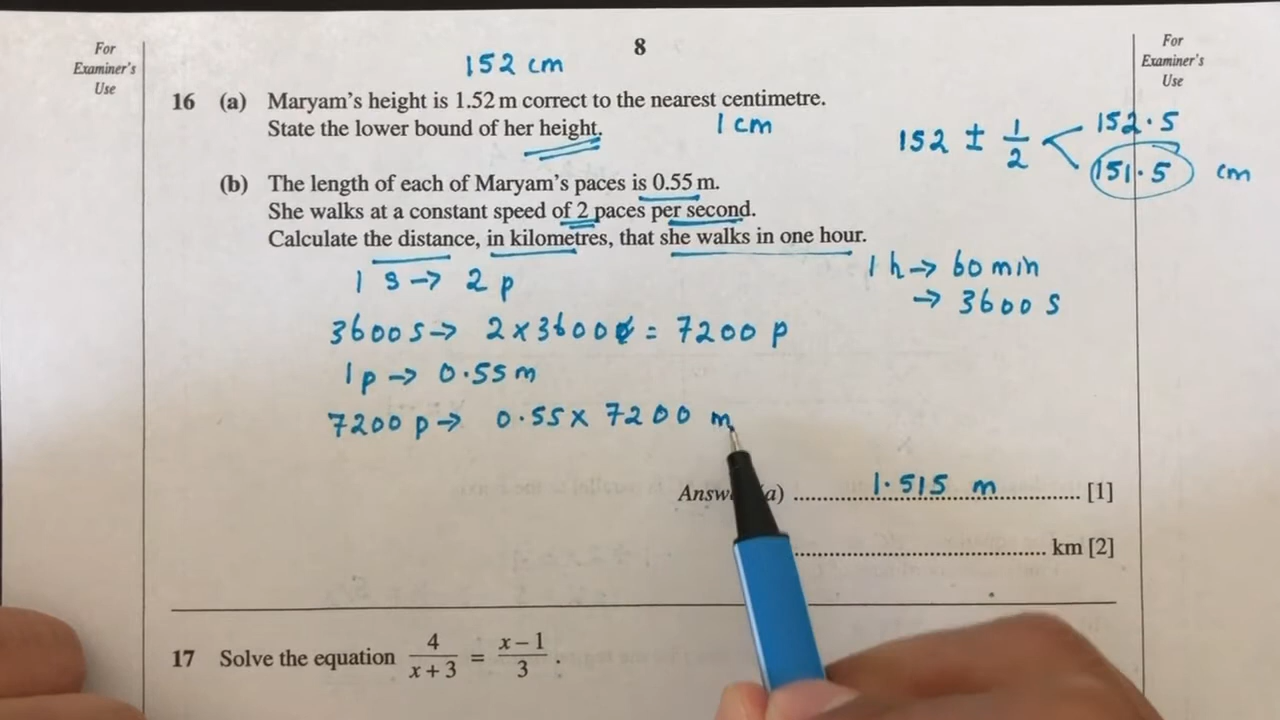 For
Examiner's
Use
8
For
Examiner's
Use
152 cm
16 (a) Maryam's height is 1.52 m correct to the nearest centimetre.
State the lower bound of her height.
1 cm
152 ± 1/2 < 152.5
151.5 cm
(b) The length of each of Maryam's paces is 0.55 m.
She walks at a constant speed of 2 paces per second.
Calculate the distance, in kilometres, that she walks in one hour.
1 h → 60 min
→ 3600 s
1 s → 2 p
3600 s → 2 × 3600 = 7200 p
1 p → 0.55 m
7200 p → 0.55 × 7200 m
Answ a) .......... 1.515 m .......... [1]
.......... km [2]
17 Solve the equation 4/(x + 3) = (x − 1)/3 .